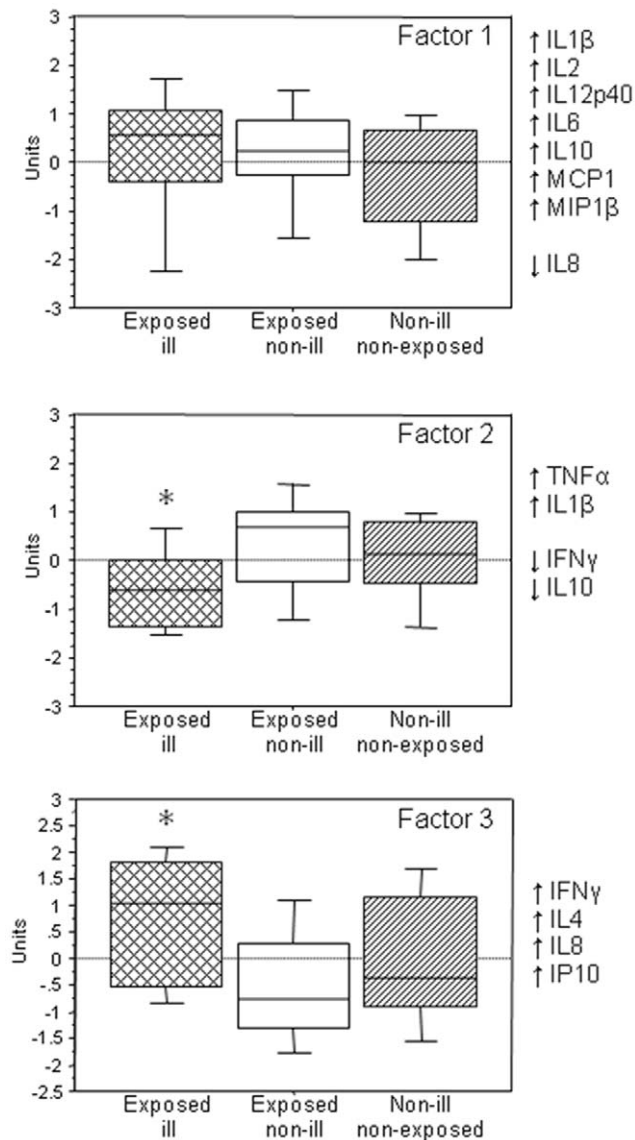 Factor 1
Units
3
2
1
0
-1
-2
-3
Exposed ill
Exposed non-ill
Non-ill non-exposed
↑ IL1β
↑ IL2
↑ IL12p40
↑ IL6
↑ IL10
↑ MCP1
↑ MIP1β
↓ IL8
Factor 2
Units
3
2
1
0
-1
-2
-3
*
Exposed ill
Exposed non-ill
Non-ill non-exposed
↑ TNFα
↑ IL1β
↓ IFNγ
↓ IL10
Factor 3
Units
3
2.5
2
1.5
1
.5
0
-.5
-1
-1.5
-2
-2.5
*
Exposed ill
Exposed non-ill
Non-ill non-exposed
↑ IFNγ
↑ IL4
↑ IL8
↑ IP10